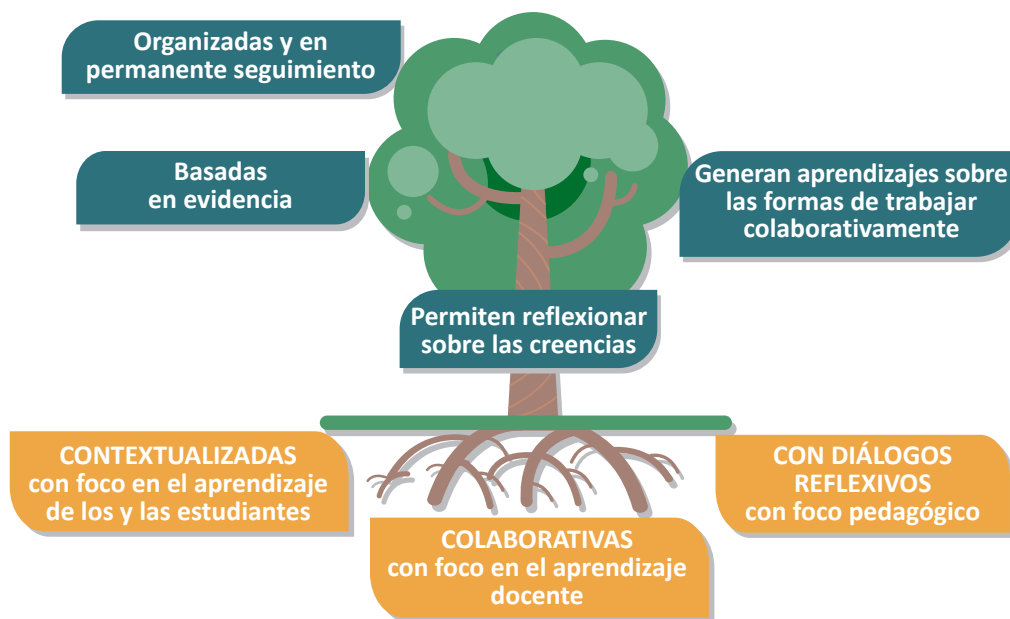 Organizadas y en
permanente seguimiento
Basadas
en evidencia
Generan aprendizajes sobre
las formas de trabajar
colaborativamente
Permiten reflexionar
sobre las creencias
CONTEXTUALIZADAS
con foco en el aprendizaje
de los y las estudiantes
COLABORATIVAS
con foco en el aprendizaje
docente
CON DIÁLOGOS
REFLEXIVOS
con foco pedagógico